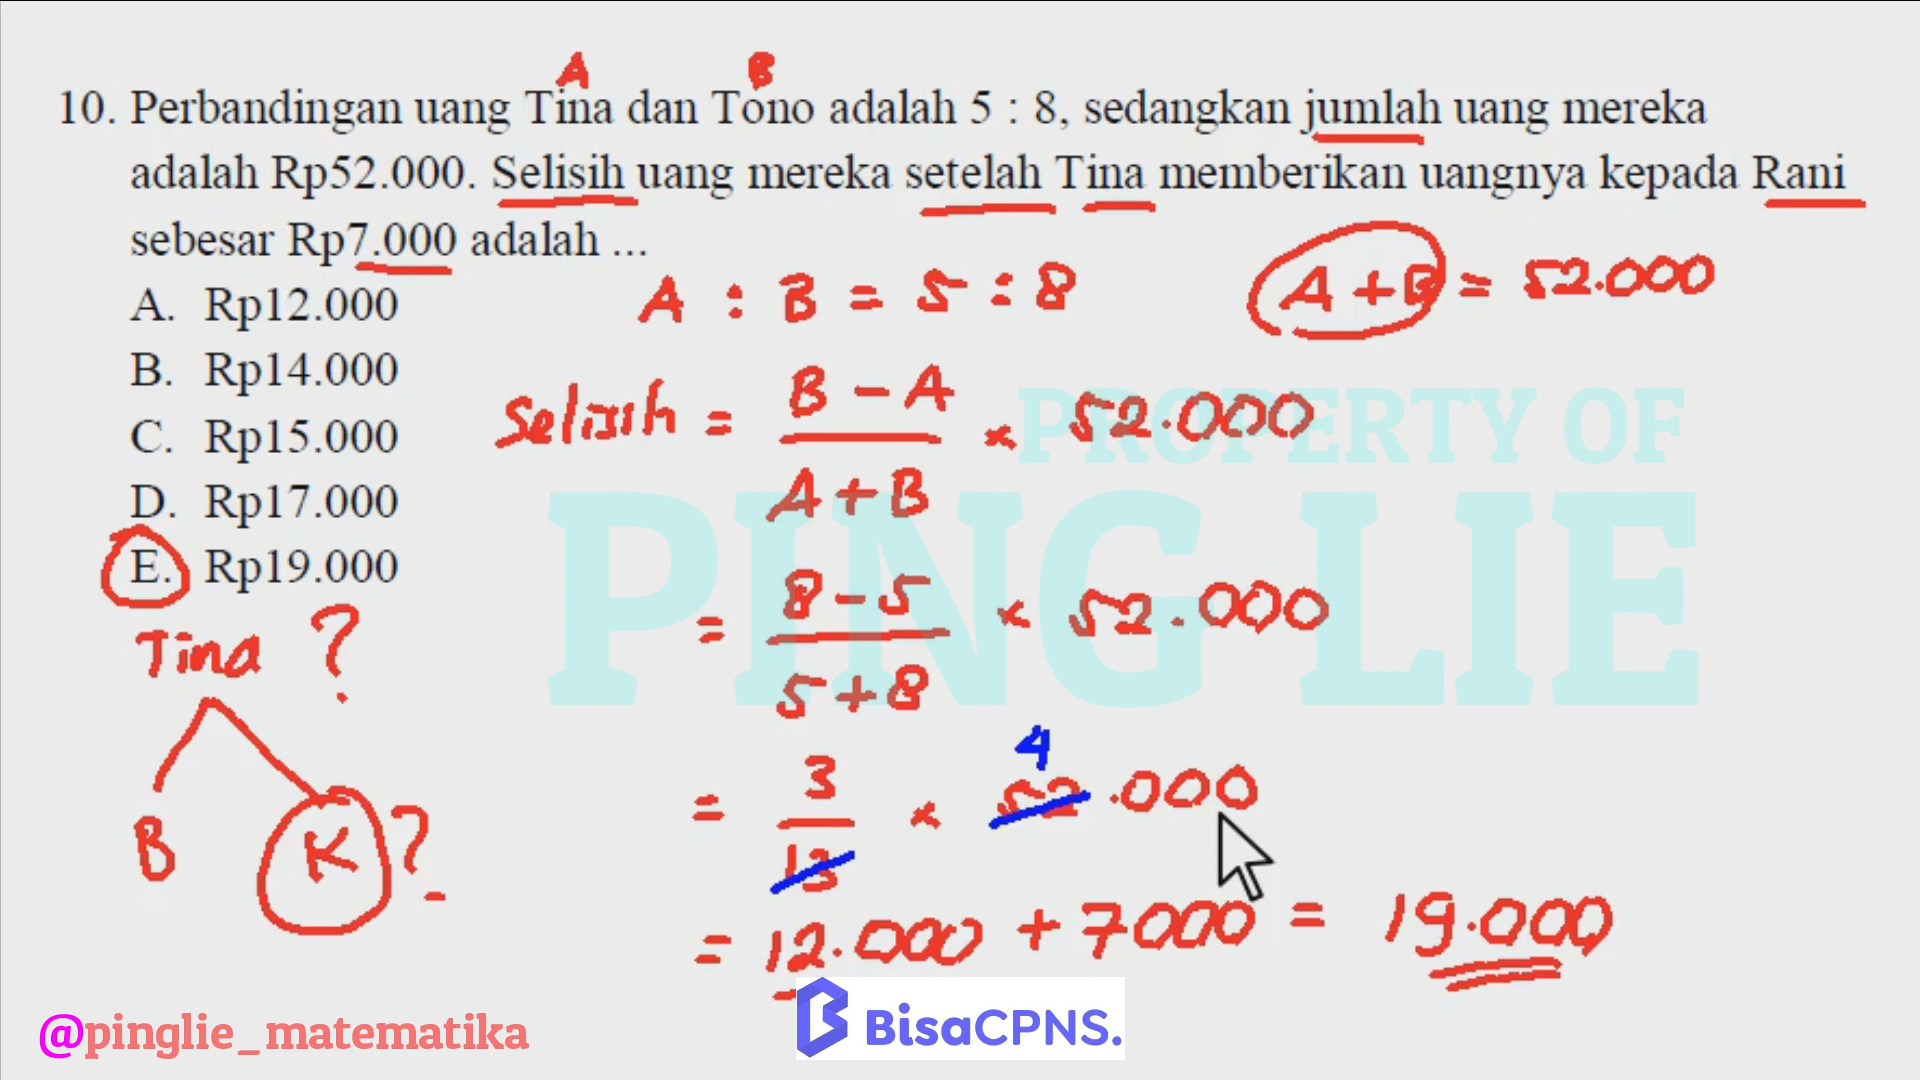 A B
10. Perbandingan uang Tina dan Tono adalah 5 : 8, sedangkan jumlah uang mereka
adalah Rp52.000. Selisih uang mereka setelah Tina memberikan uangnya kepada Rani
sebesar Rp7.000 adalah ...
A. Rp12.000
B. Rp14.000
C. Rp15.000
D. Rp17.000
E. Rp19.000
A : B = 5 : 8
A + B = 52.000
Selisih = B - A × 52.000
A + B
= 8 - 5 × 52.000
5 + 8
4
= 3 × 52.000
13
= 12.000 + 7000 = 19.000
Tina ?
B K ?
PROPERTY OF
PING LIE
@pinglie_matematika
BisaCPNS.